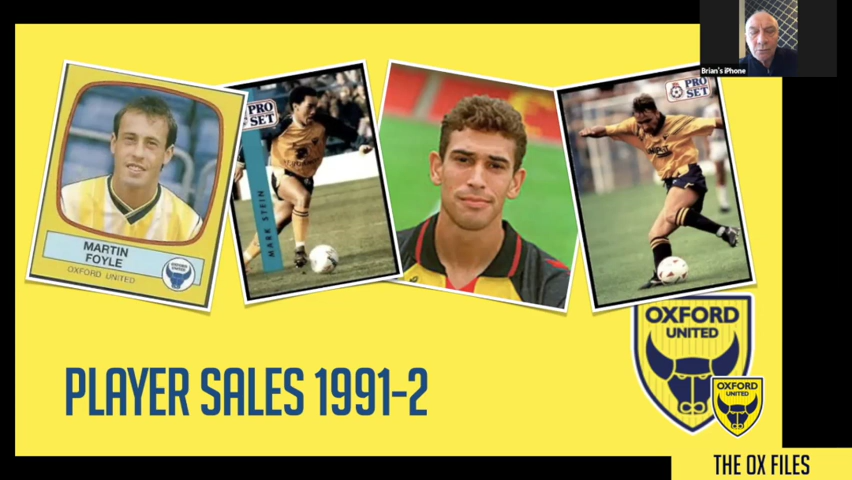 Brian's iPhone
MARTIN
FOYLE
OXFORD UNITED
PRO
SET
MARK STEIN
PRO
SET
OXFORD
UNITED
OXFORD
UNITED
PLAYER SALES 1991-2
THE OX FILES